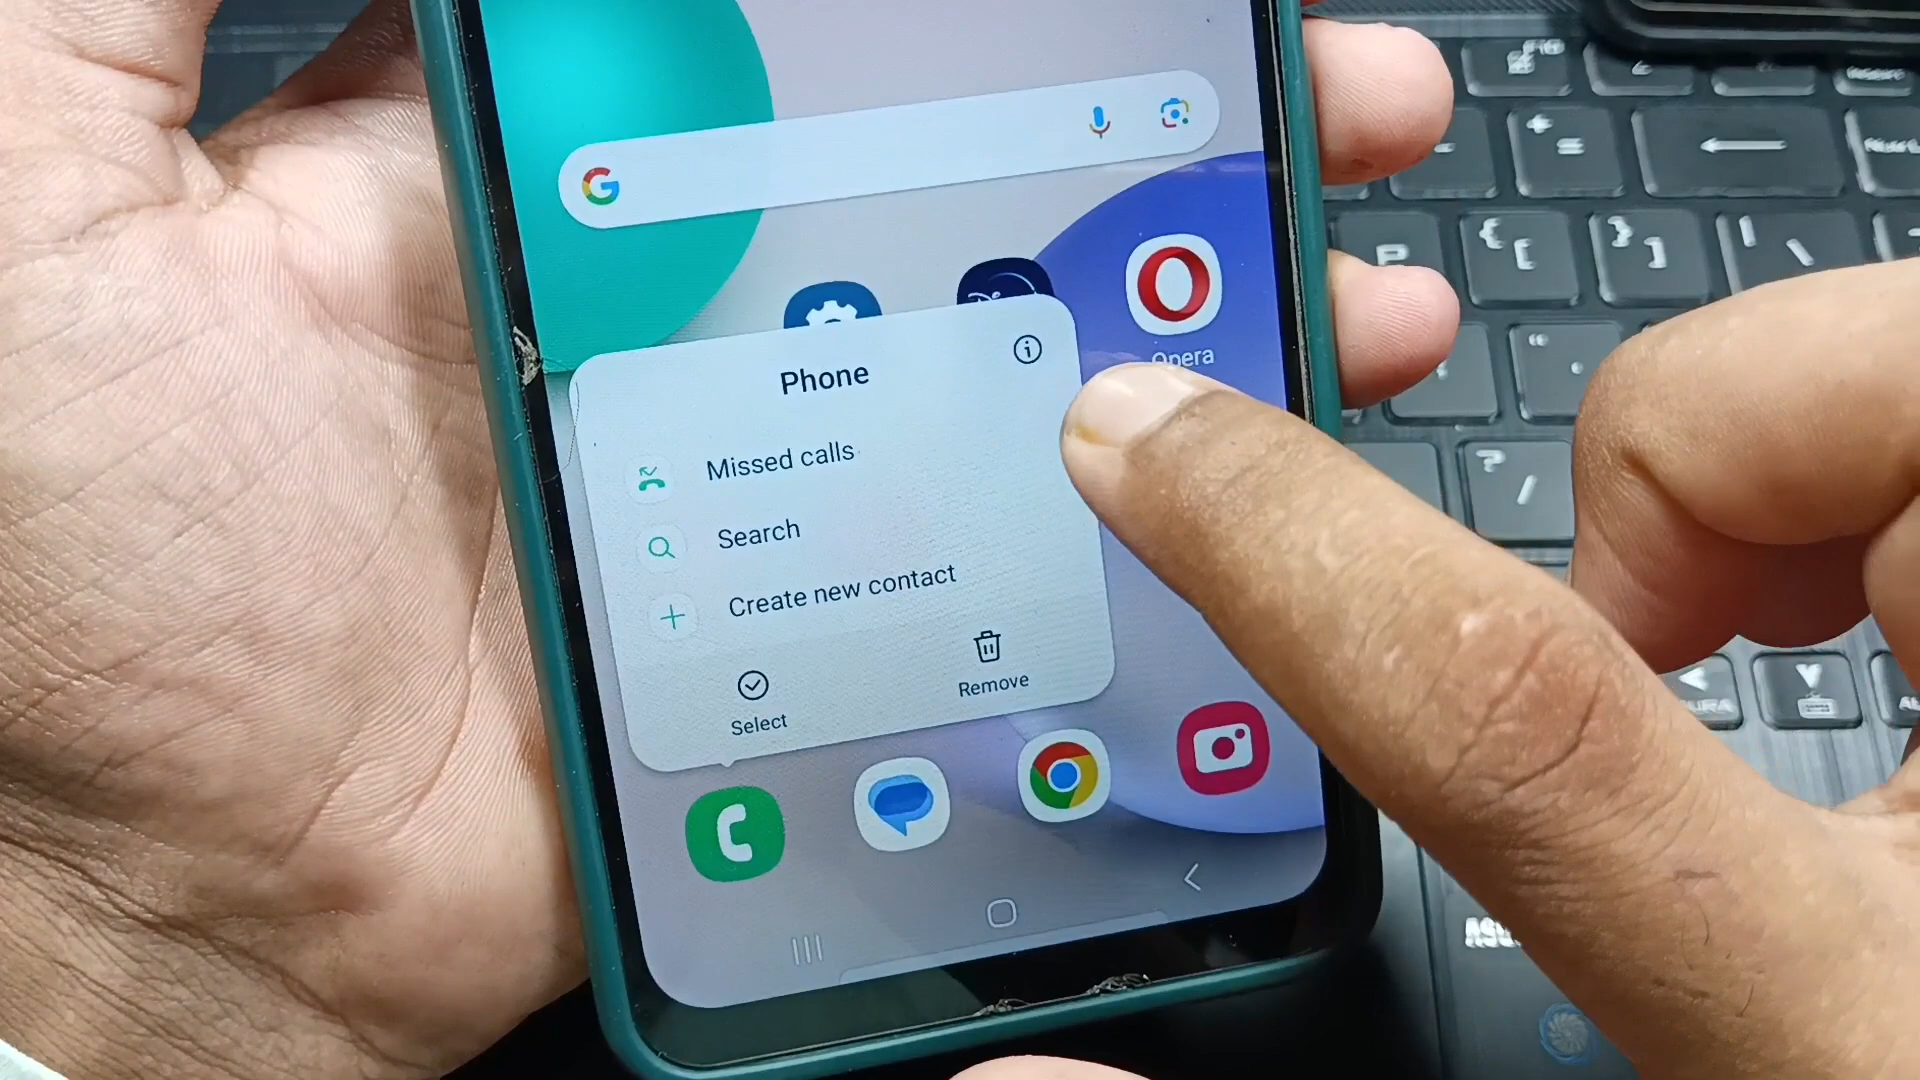 G
Opera
Phone
Missed calls
Search
Create new contact
Select
Remove
+
=
P
{
[
}
]
|
\
?
/